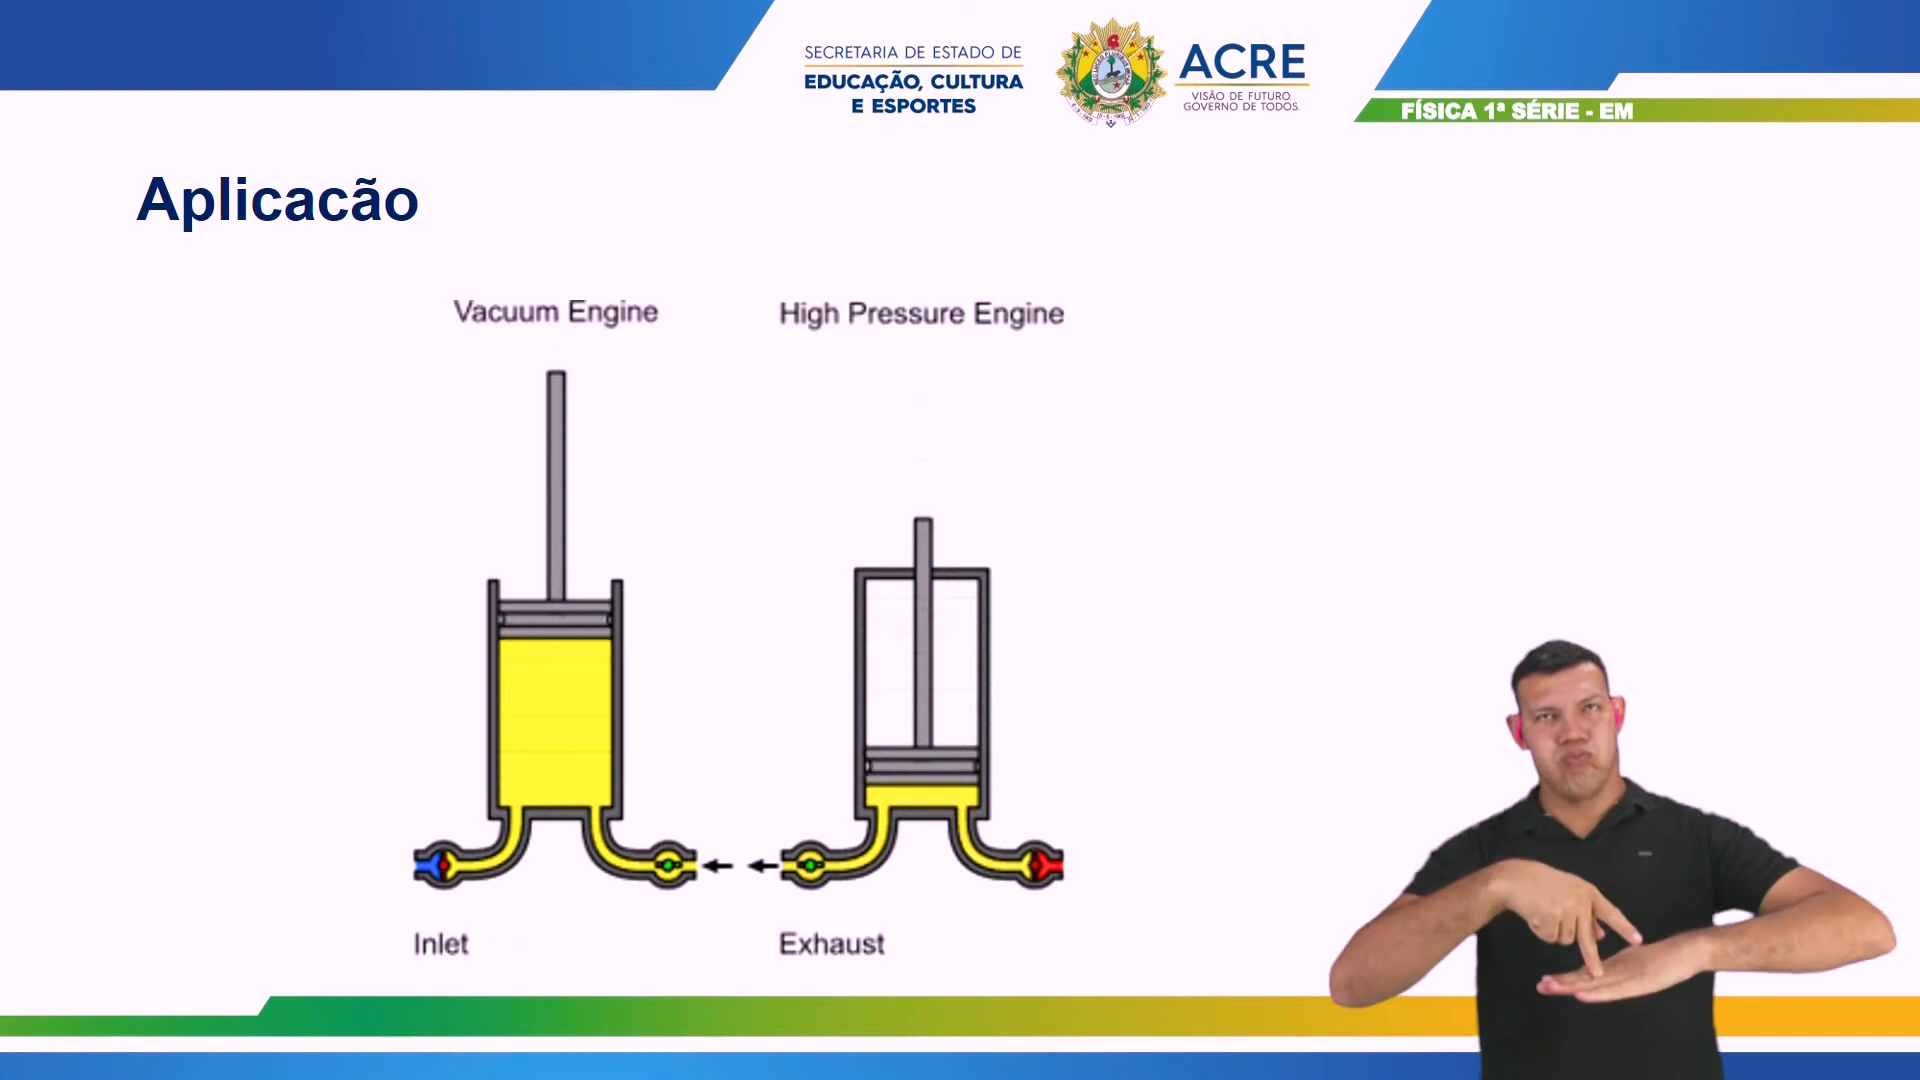 SECRETARIA DE ESTADO DE
EDUCAÇÃO, CULTURA
E ESPORTES
ACRE
VISÃO DE FUTURO.
GOVERNO DE TODOS.
FÍSICA 1ª SÉRIE - EM
Aplicacão
Vacuum Engine
High Pressure Engine
Inlet
Exhaust